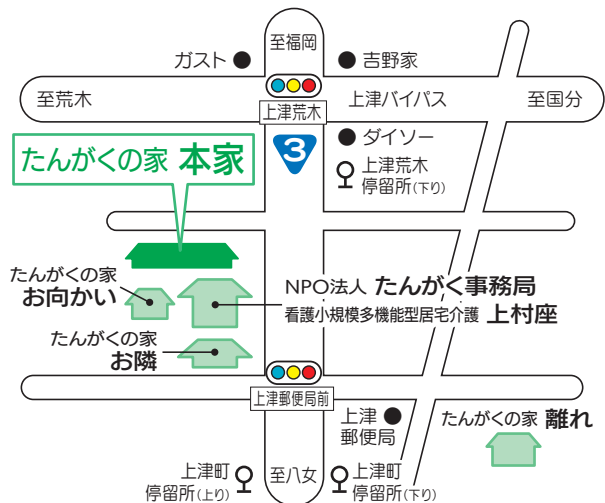 至福岡
ガスト
吉野家
至荒木
上津バイパス
至国分
上津荒木
ダイソー
3
上津荒木
停留所(下り)
たんがくの家 本家
たんがくの家
お向かい
NPO法人 たんがく事務局
看護小規模多機能型居宅介護 上村座
たんがくの家
お隣
上津郵便局前
上津
郵便局
たんがくの家 離れ
上津町
停留所(上り)
至八女
上津町
停留所(下り)